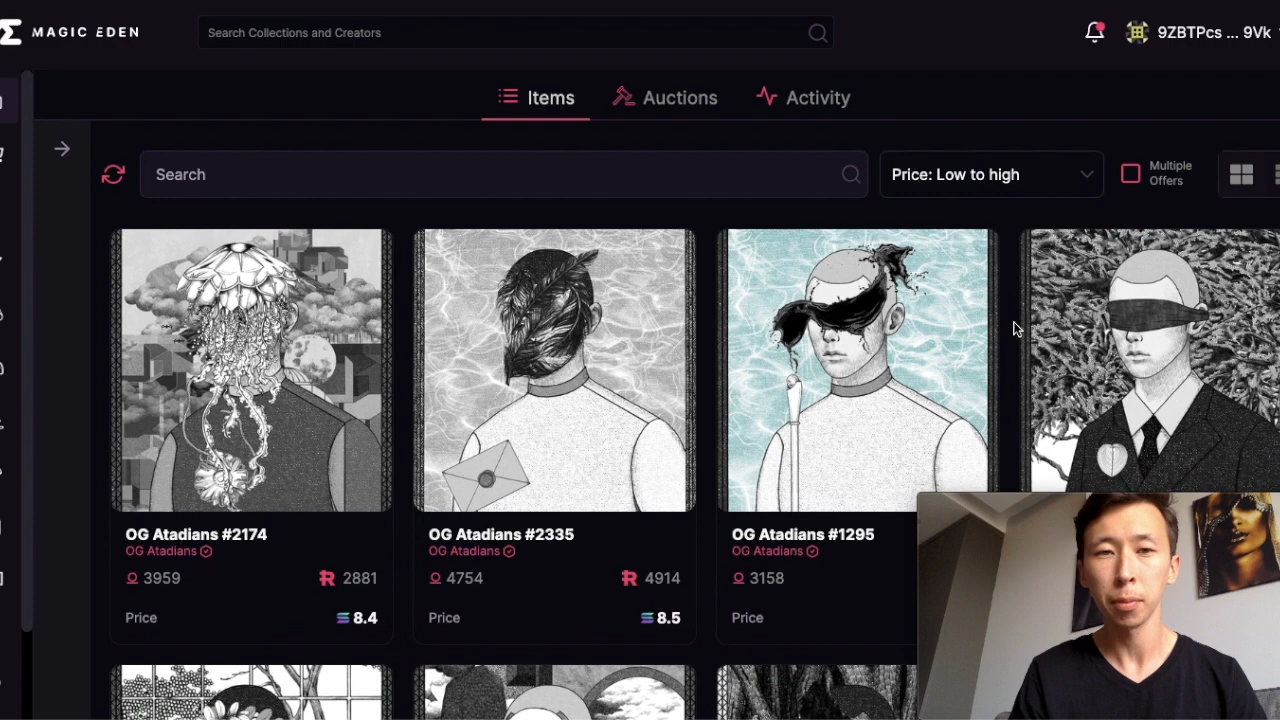 MAGIC EDEN
Search Collections and Creators
9ZBTPcs ... 9Vk
Items
Auctions
Activity
Search
Price: Low to high
Multiple
Offers
OG Atadians #2174
OG Atadians
3959
2881
Price
8.4
OG Atadians #2335
OG Atadians
4754
4914
Price
8.5
OG Atadians #1295
OG Atadians
3158
Price